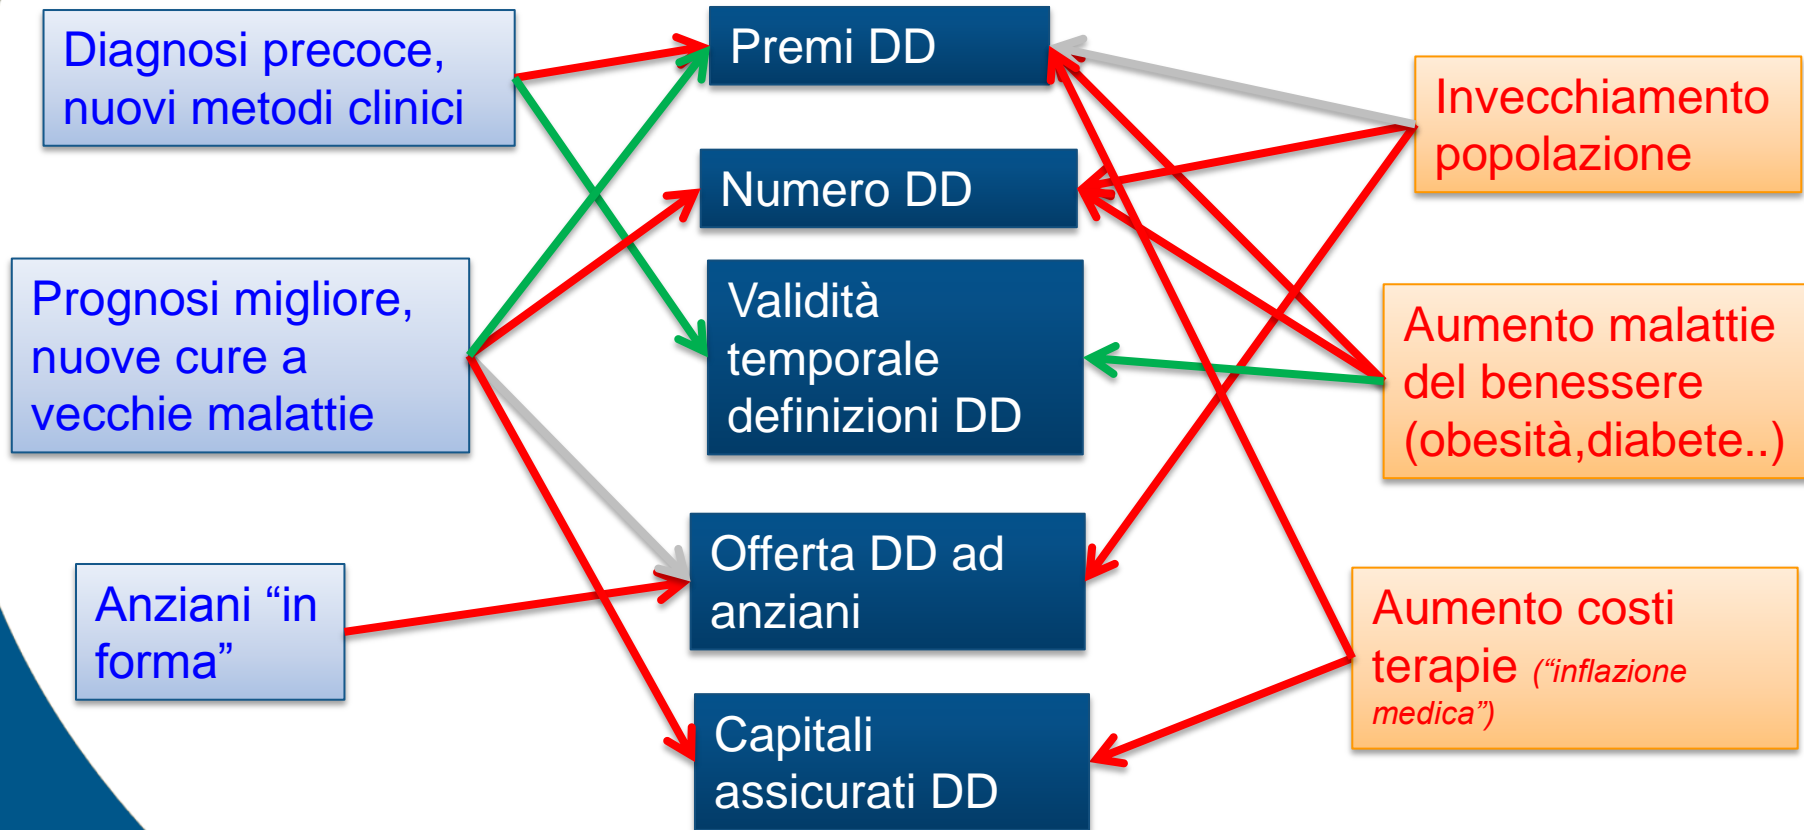 Diagnosi precoce,
nuovi metodi clinici
Prognosi migliore,
nuove cure a
vecchie malattie
Anziani “in
forma”
Premi DD
Numero DD
Validità
temporale
definizioni DD
Offerta DD ad
anziani
Capitali
assicurati DD
Invecchiamento
popolazione
Aumento malattie
del benessere
(obesità,diabete..)
Aumento costi
terapie (“inflazione
medica”)